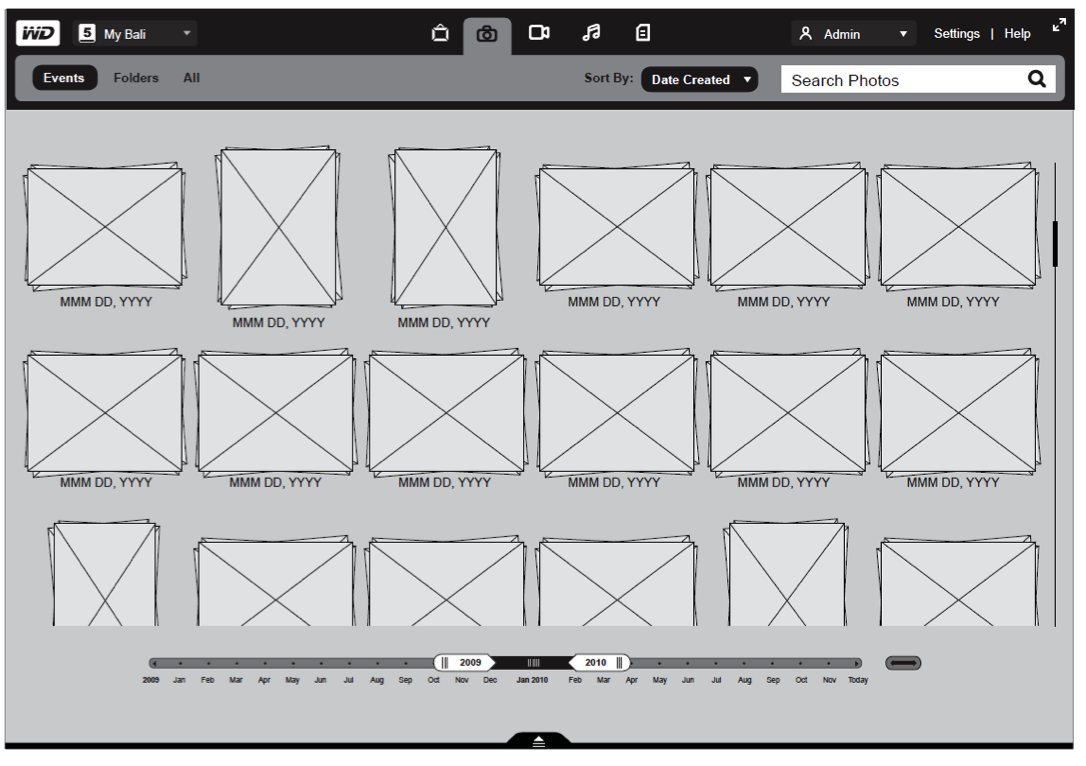 WD 5 My Bali Admin Settings | Help
Events Folders All Sort By: Date Created Search Photos
MMM DD, YYYY MMM DD, YYYY MMM DD, YYYY MMM DD, YYYY
MMM DD, YYYY MMM DD, YYYY
MMM DD, YYYY MMM DD, YYYY MMM DD, YYYY MMM DD, YYYY MMM DD, YYYY MMM DD, YYYY
2009 2010
2009 Jan Feb Mar Apr May Jun Jul Aug Sep Oct Nov Dec Jan 2010 Feb Mar Apr May Jun Jul Aug Sep Oct Nov Today